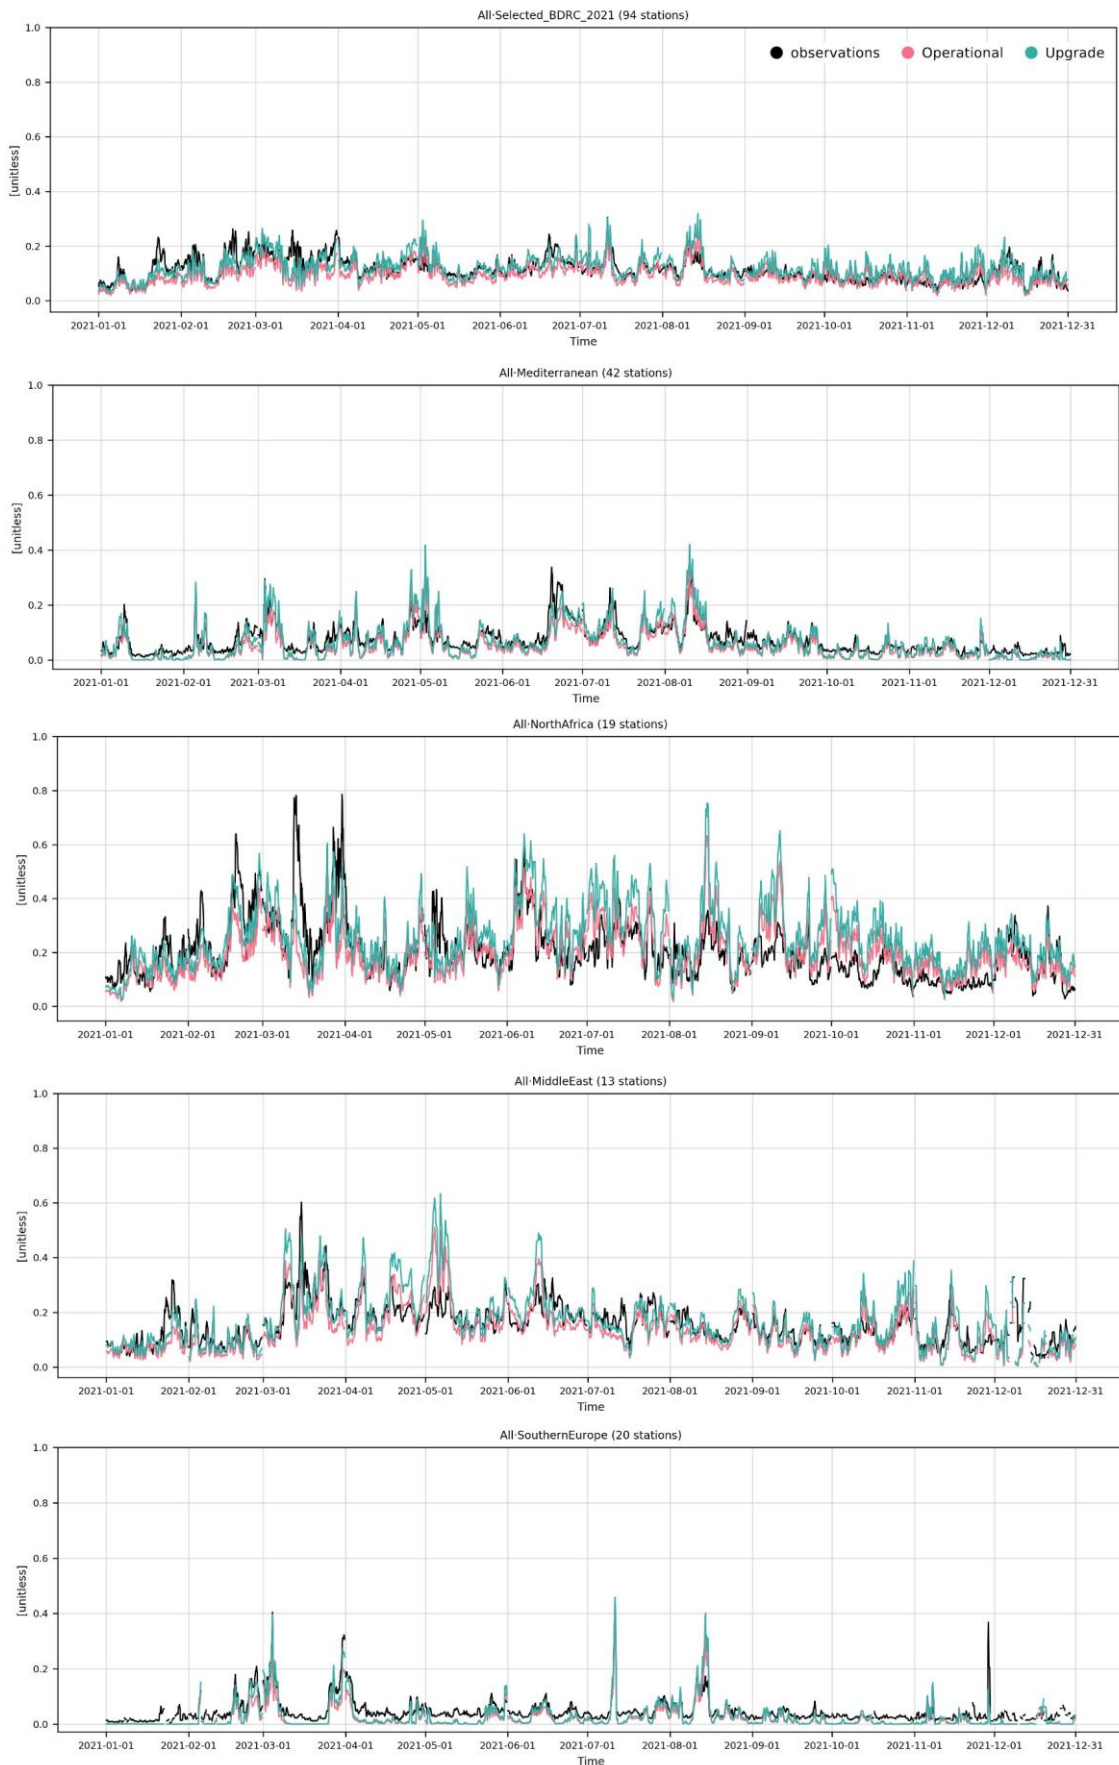 All·Selected_BDRC_2021 (94 stations)
observations Operational Upgrade
1.0
0.8
0.6
0.4
0.2
0.0
[unitless]
2021-01-01 2021-02-01 2021-03-01 2021-04-01 2021-05-01 2021-06-01 2021-07-01 2021-08-01 2021-09-01 2021-10-01 2021-11-01 2021-12-01 2021-12-31
Time
All·Mediterranean (42 stations)
1.0
0.8
0.6
0.4
0.2
0.0
[unitless]
2021-01-01 2021-02-01 2021-03-01 2021-04-01 2021-05-01 2021-06-01 2021-07-01 2021-08-01 2021-09-01 2021-10-01 2021-11-01 2021-12-01 2021-12-31
Time
All·NorthAfrica (19 stations)
1.0
0.8
0.6
0.4
0.2
0.0
[unitless]
2021-01-01 2021-02-01 2021-03-01 2021-04-01 2021-05-01 2021-06-01 2021-07-01 2021-08-01 2021-09-01 2021-10-01 2021-11-01 2021-12-01 2021-12-31
Time
All·MiddleEast (13 stations)
1.0
0.8
0.6
0.4
0.2
0.0
[unitless]
2021-01-01 2021-02-01 2021-03-01 2021-04-01 2021-05-01 2021-06-01 2021-07-01 2021-08-01 2021-09-01 2021-10-01 2021-11-01 2021-12-01 2021-12-31
Time
All·SouthernEurope (20 stations)
1.0
0.8
0.6
0.4
0.2
0.0
[unitless]
2021-01-01 2021-02-01 2021-03-01 2021-04-01 2021-05-01 2021-06-01 2021-07-01 2021-08-01 2021-09-01 2021-10-01 2021-11-01 2021-12-01 2021-12-31
Time